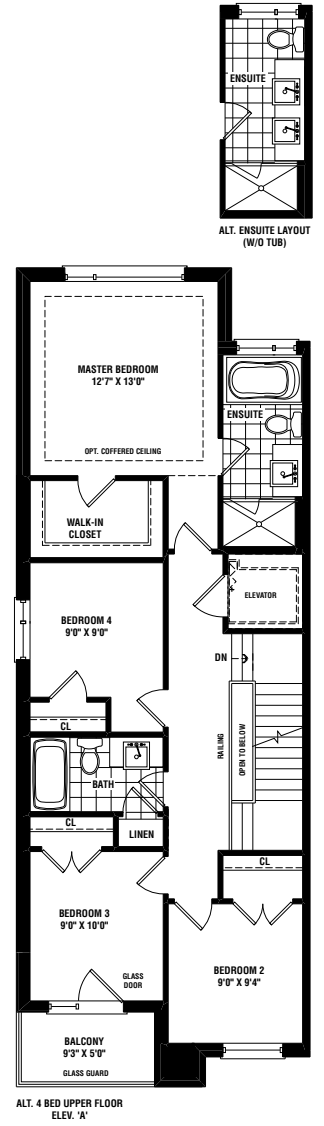 ENSUITE
ALT. ENSUITE LAYOUT
(W/O TUB)
MASTER BEDROOM
12'7" X 13'0"
ENSUITE
OPT. COFFERED CEILING
WALK-IN
CLOSET
ELEVATOR
BEDROOM 4
9'0" X 9'0"
DN
CL
RAILING
OPEN TO BELOW
BATH
CL
LINEN
CL
BEDROOM 3
9'0" X 10'0"
GLASS
DOOR
BEDROOM 2
9'0" X 9'4"
BALCONY
9'3" X 5'0"
GLASS GUARD
ALT. 4 BED UPPER FLOOR
ELEV. 'A'